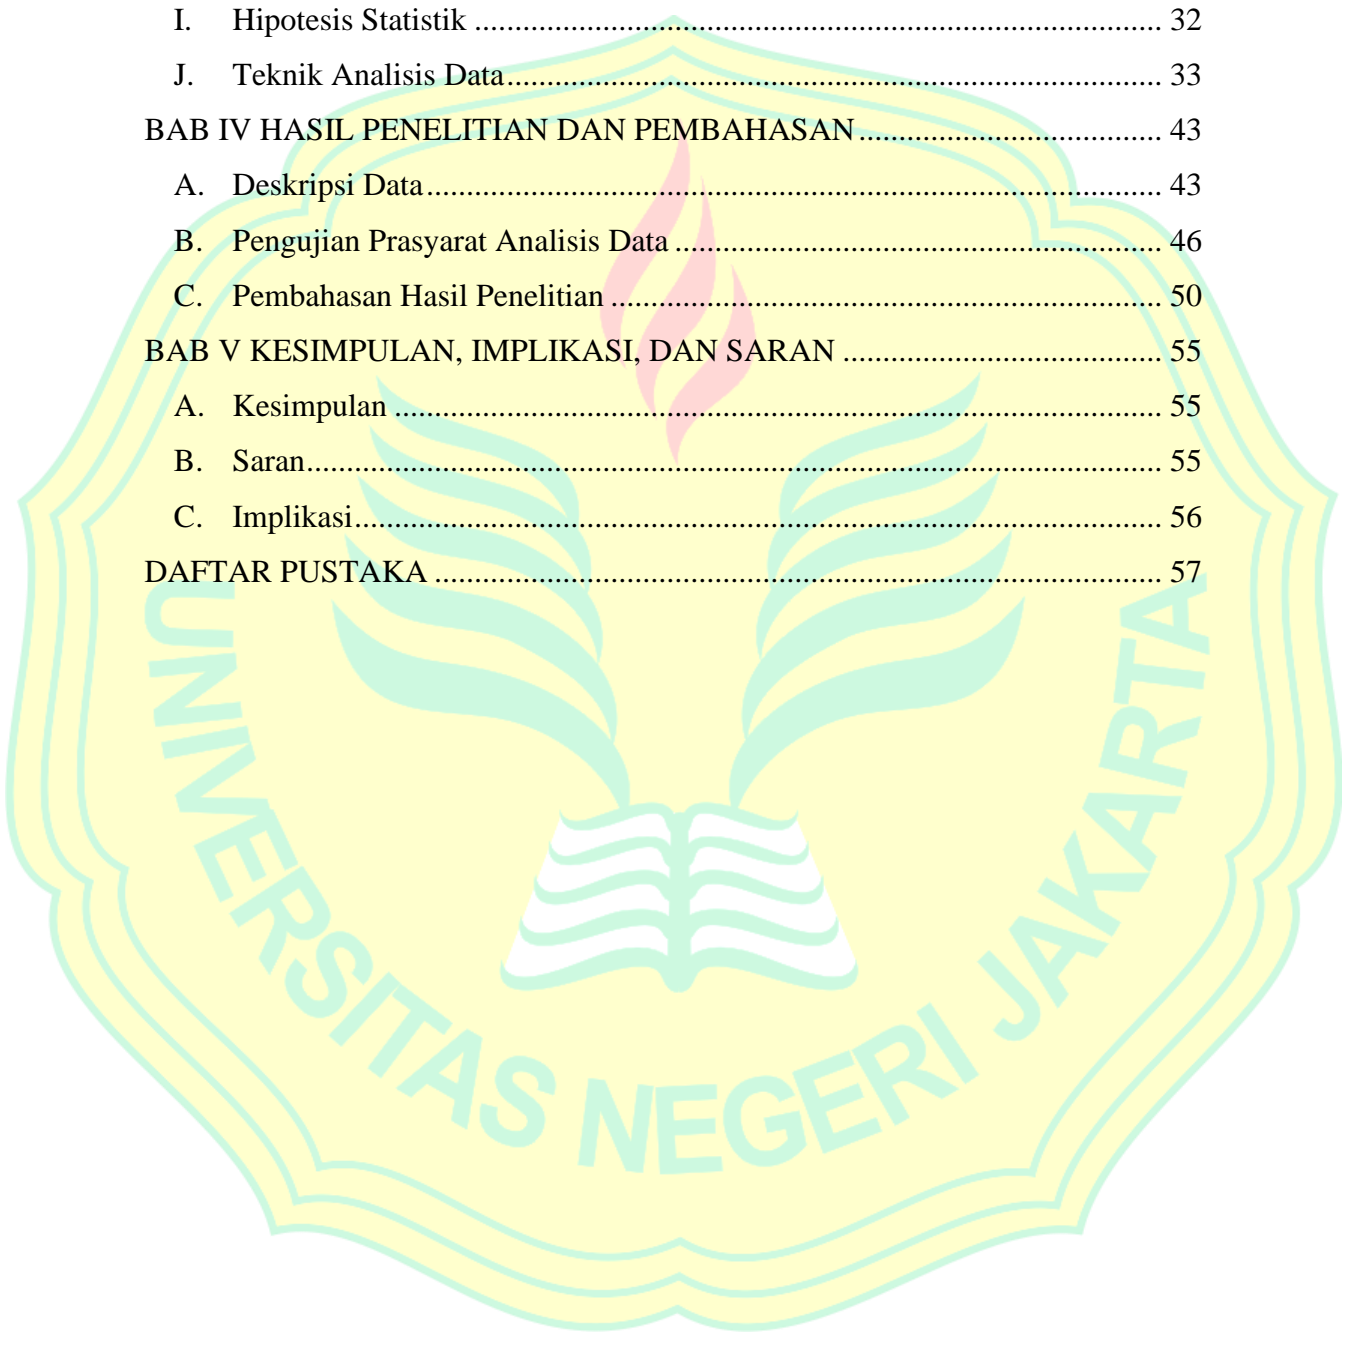 I. Hipotesis Statistik ........................................................................................ 32
J. Teknik Analisis Data .................................................................................... 33
BAB IV HASIL PENELITIAN DAN PEMBAHASAN ...................................... 43
A. Deskripsi Data ............................................................................................. 43
B. Pengujian Prasyarat Analisis Data .............................................................. 46
C. Pembahasan Hasil Penelitian ...................................................................... 50
BAB V KESIMPULAN, IMPLIKASI, DAN SARAN ........................................ 55
A. Kesimpulan ................................................................................................. 55
B. Saran ............................................................................................................ 55
C. Implikasi ...................................................................................................... 56
DAFTAR PUSTAKA ........................................................................................... 57
UNIVERSITAS NEGERI JAKARTA